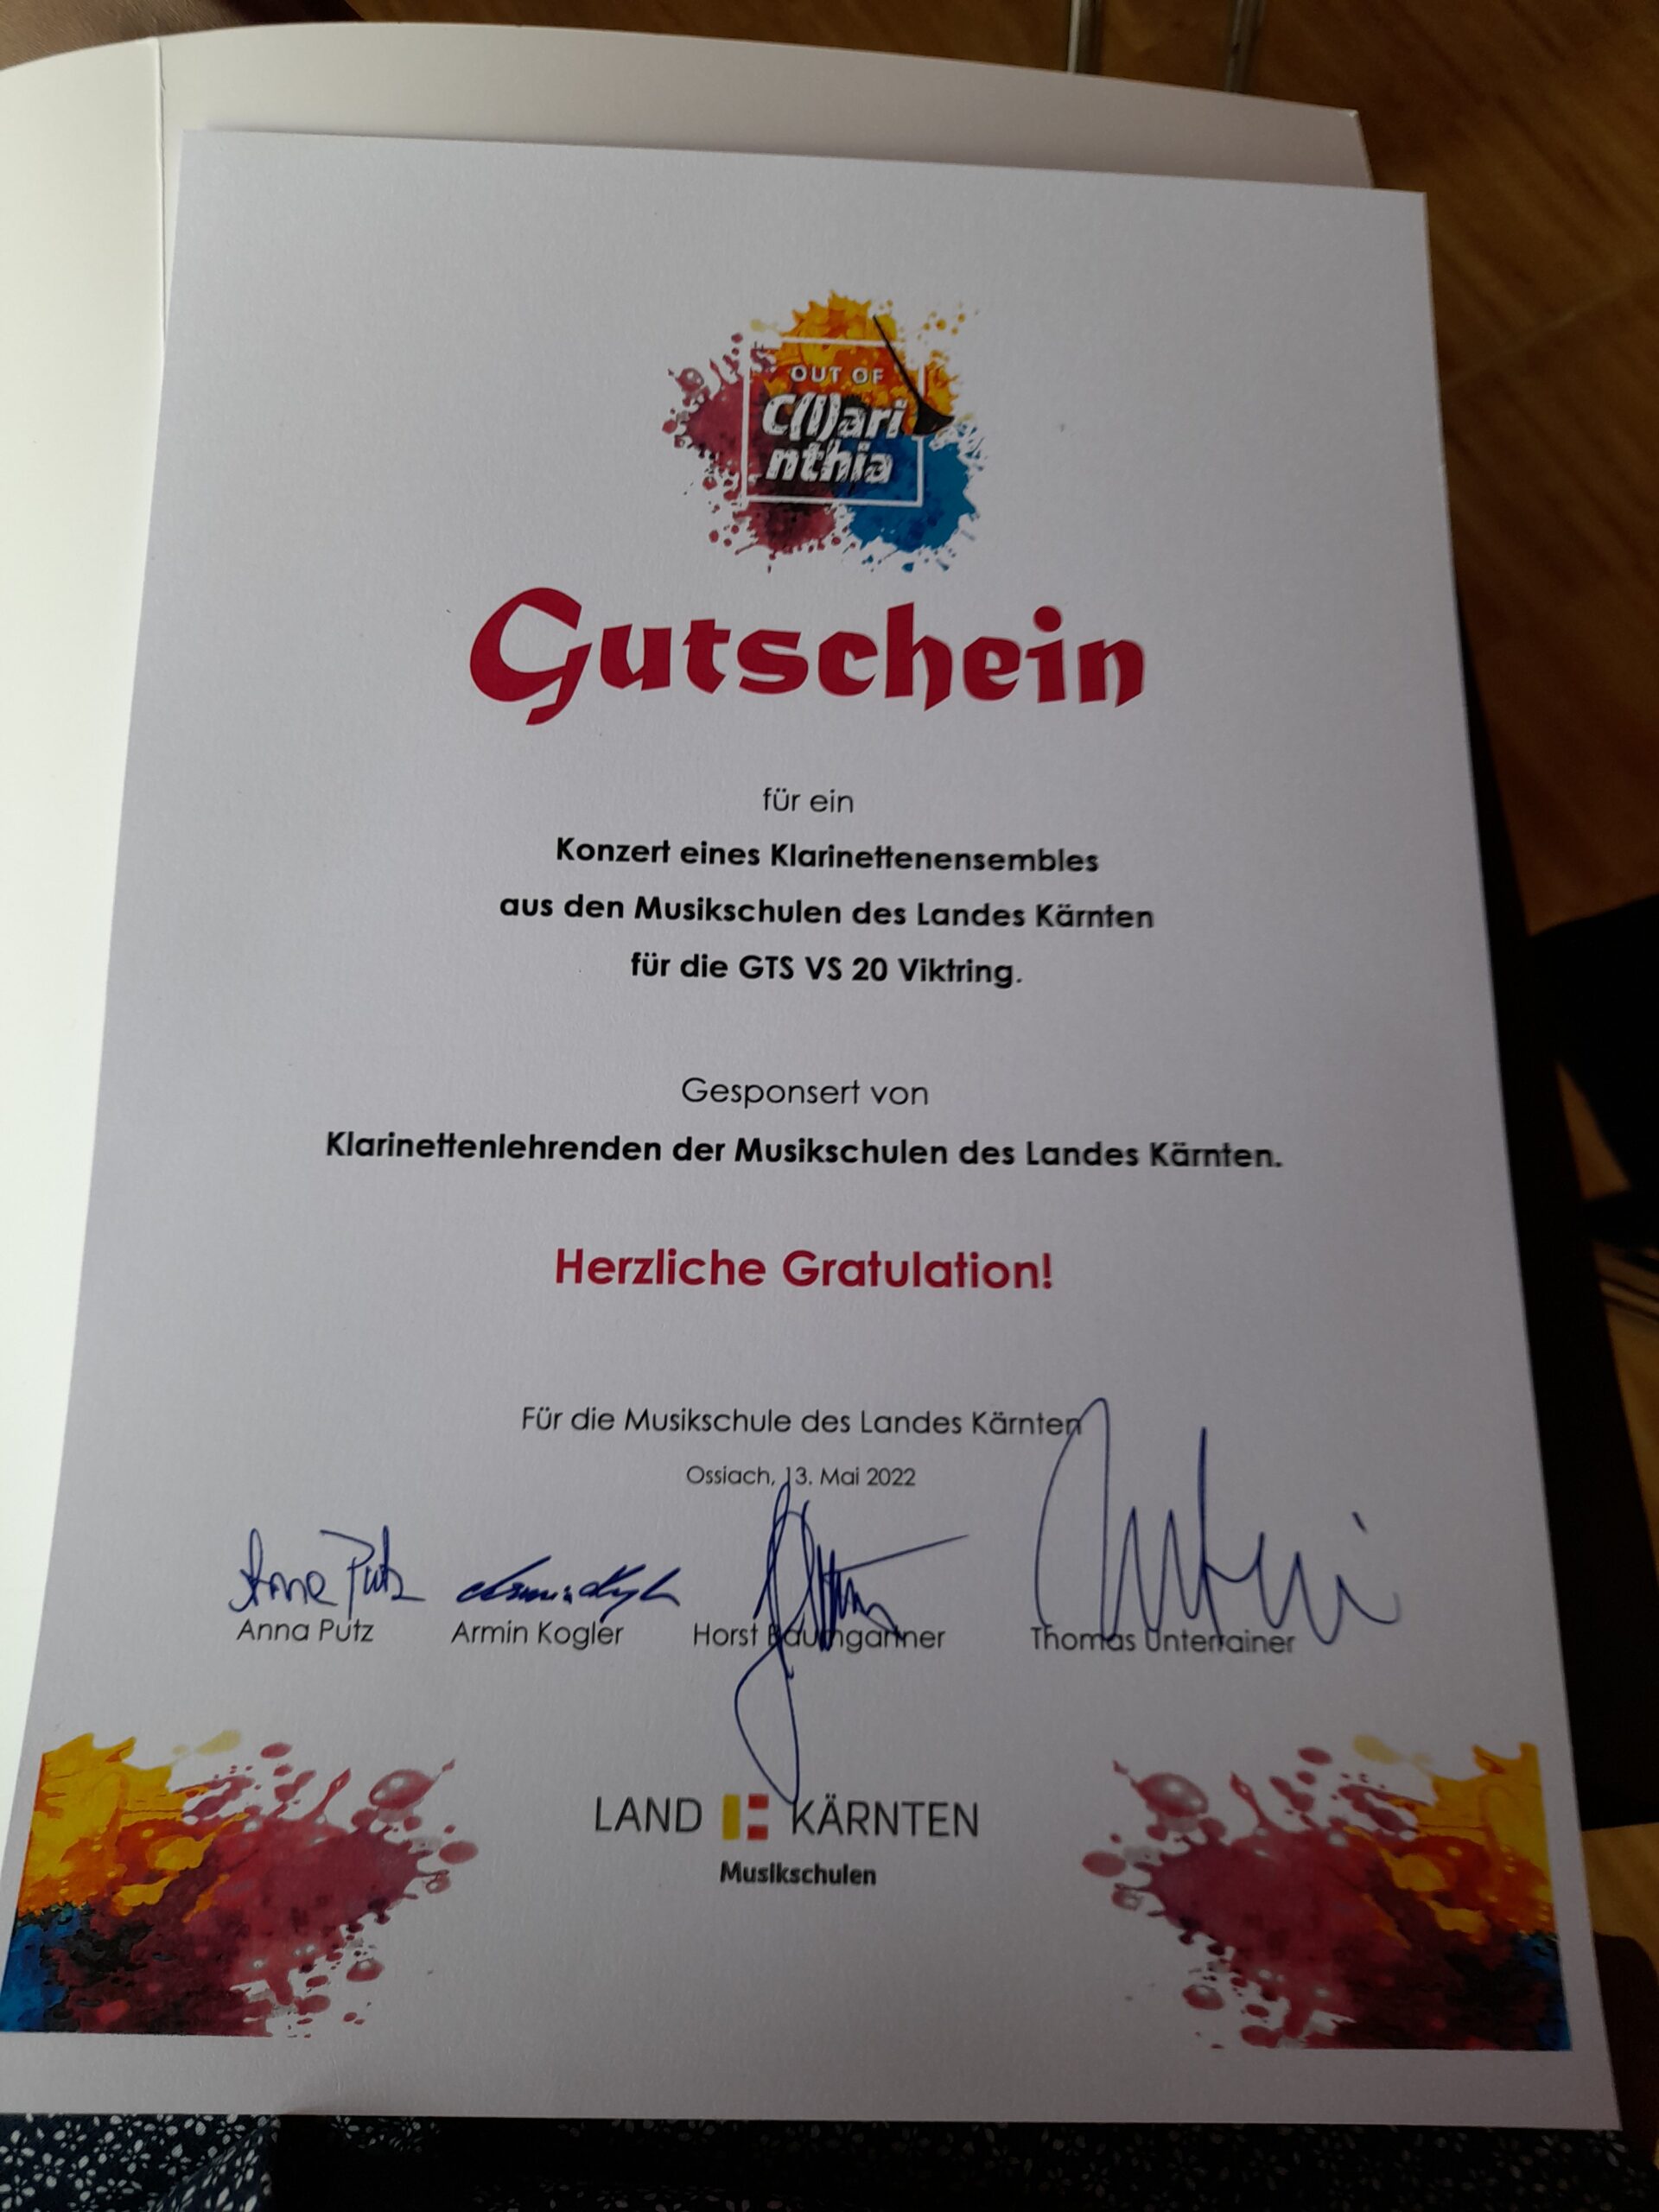 OUT OF
C(l)ari
nthia
Gutschein
für ein
Konzert eines Klarinettenensembles
aus den Musikschulen des Landes Kärnten
für die GTS VS 20 Viktring.
Gesponsert von
Klarinettenlehrenden der Musikschulen des Landes Kärnten.
Herzliche Gratulation!
Für die Musikschule des Landes Kärnten
Ossiach, 13. Mai 2022
Anna Putz
Anna Putz Armin Kogler Horst Baumgartner Thomas Unterrainer
LAND KÄRNTEN
Musikschulen